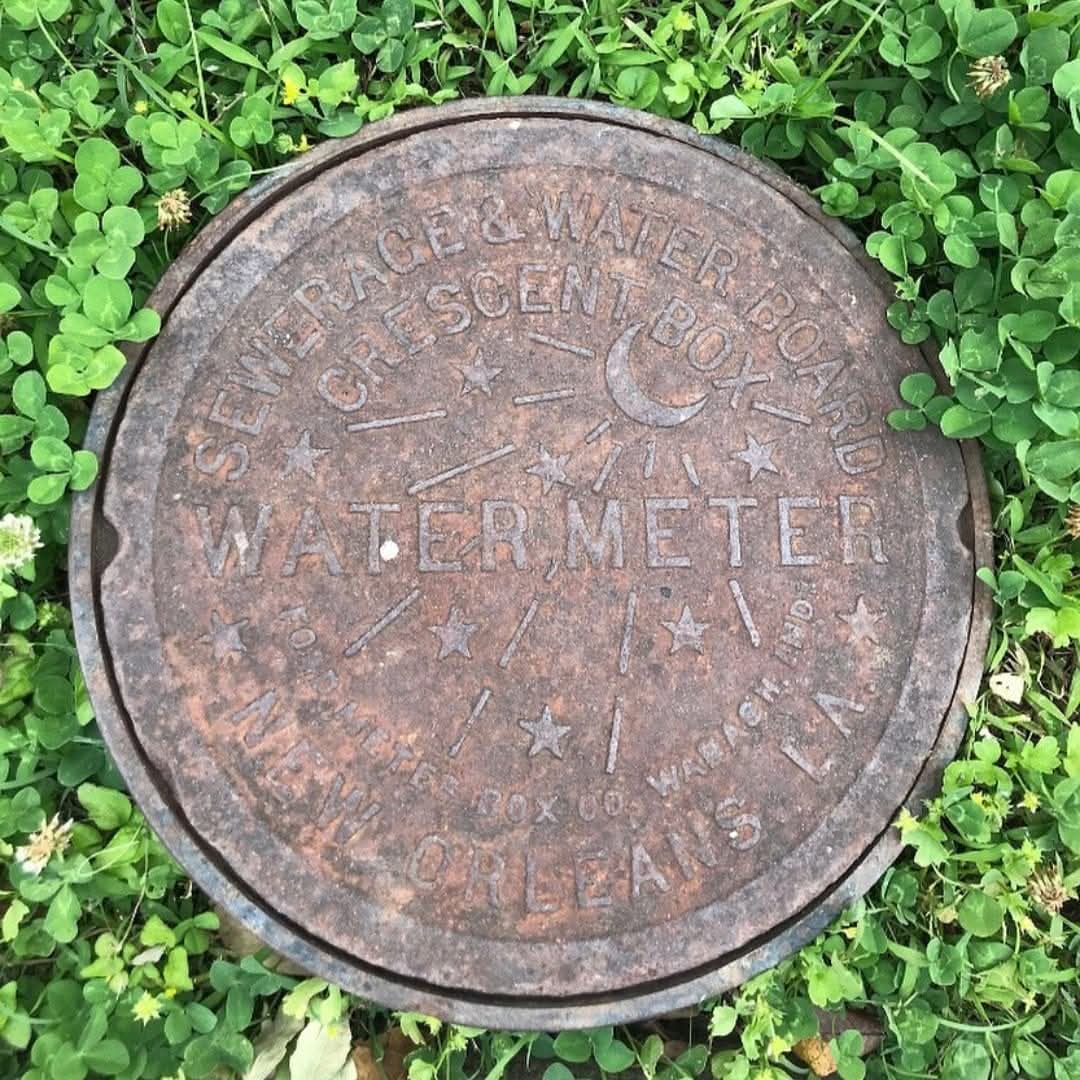 SEWERAGE & WATER BOARD
CRESCENT BOX
WATER METER
FORD METER BOX CO. WABASH, IND.
NEW ORLEANS LA.